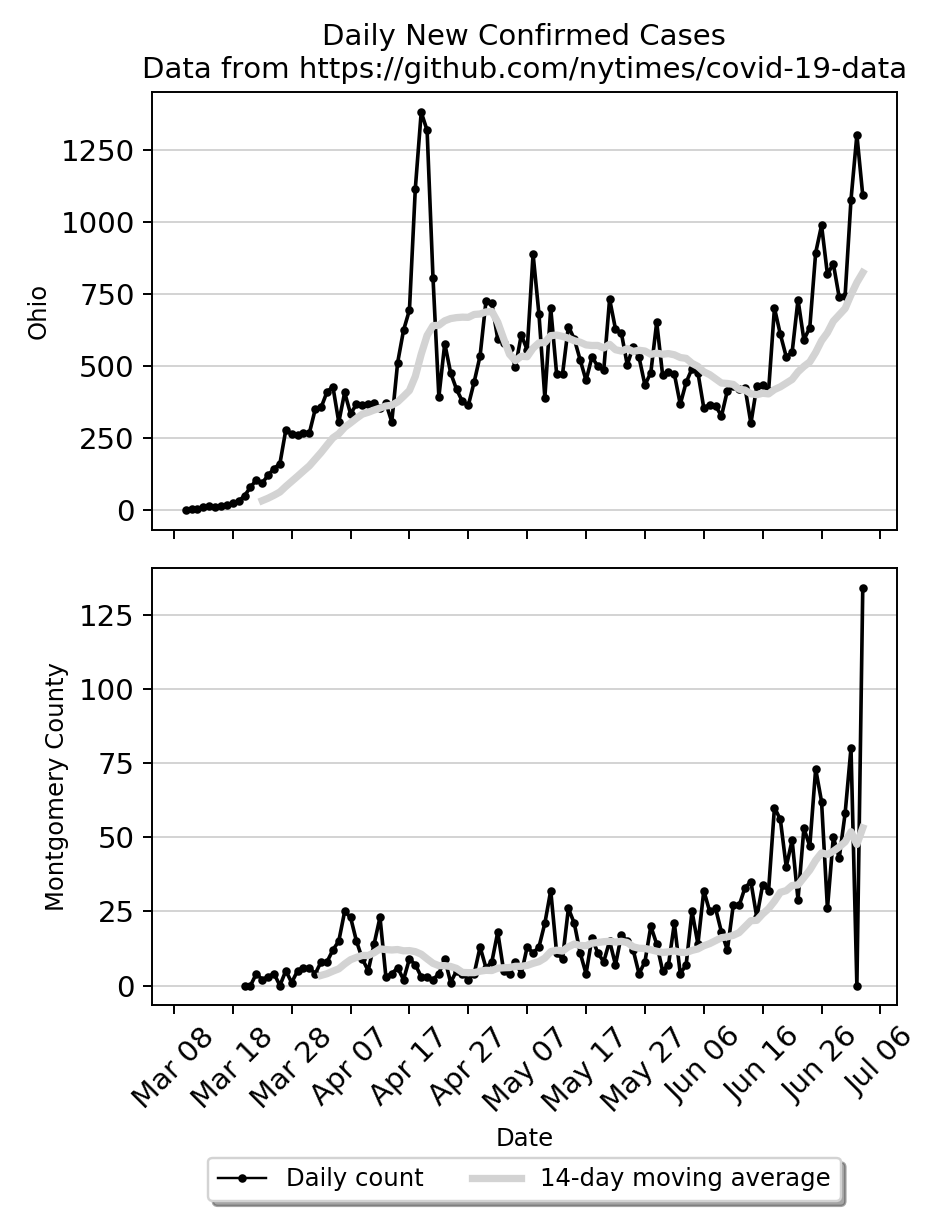 Daily New Confirmed Cases
Data from https://github.com/nytimes/covid-19-data
1250
1000
750
500
250
0
Ohio
125
100
75
50
25
0
Montgomery County
Mar 08
Mar 18
Mar 28
Apr 07
Apr 17
Apr 27
May 07
May 17
May 27
Jun 06
Jun 16
Jun 26
Jul 06
Date
Daily count
14-day moving average